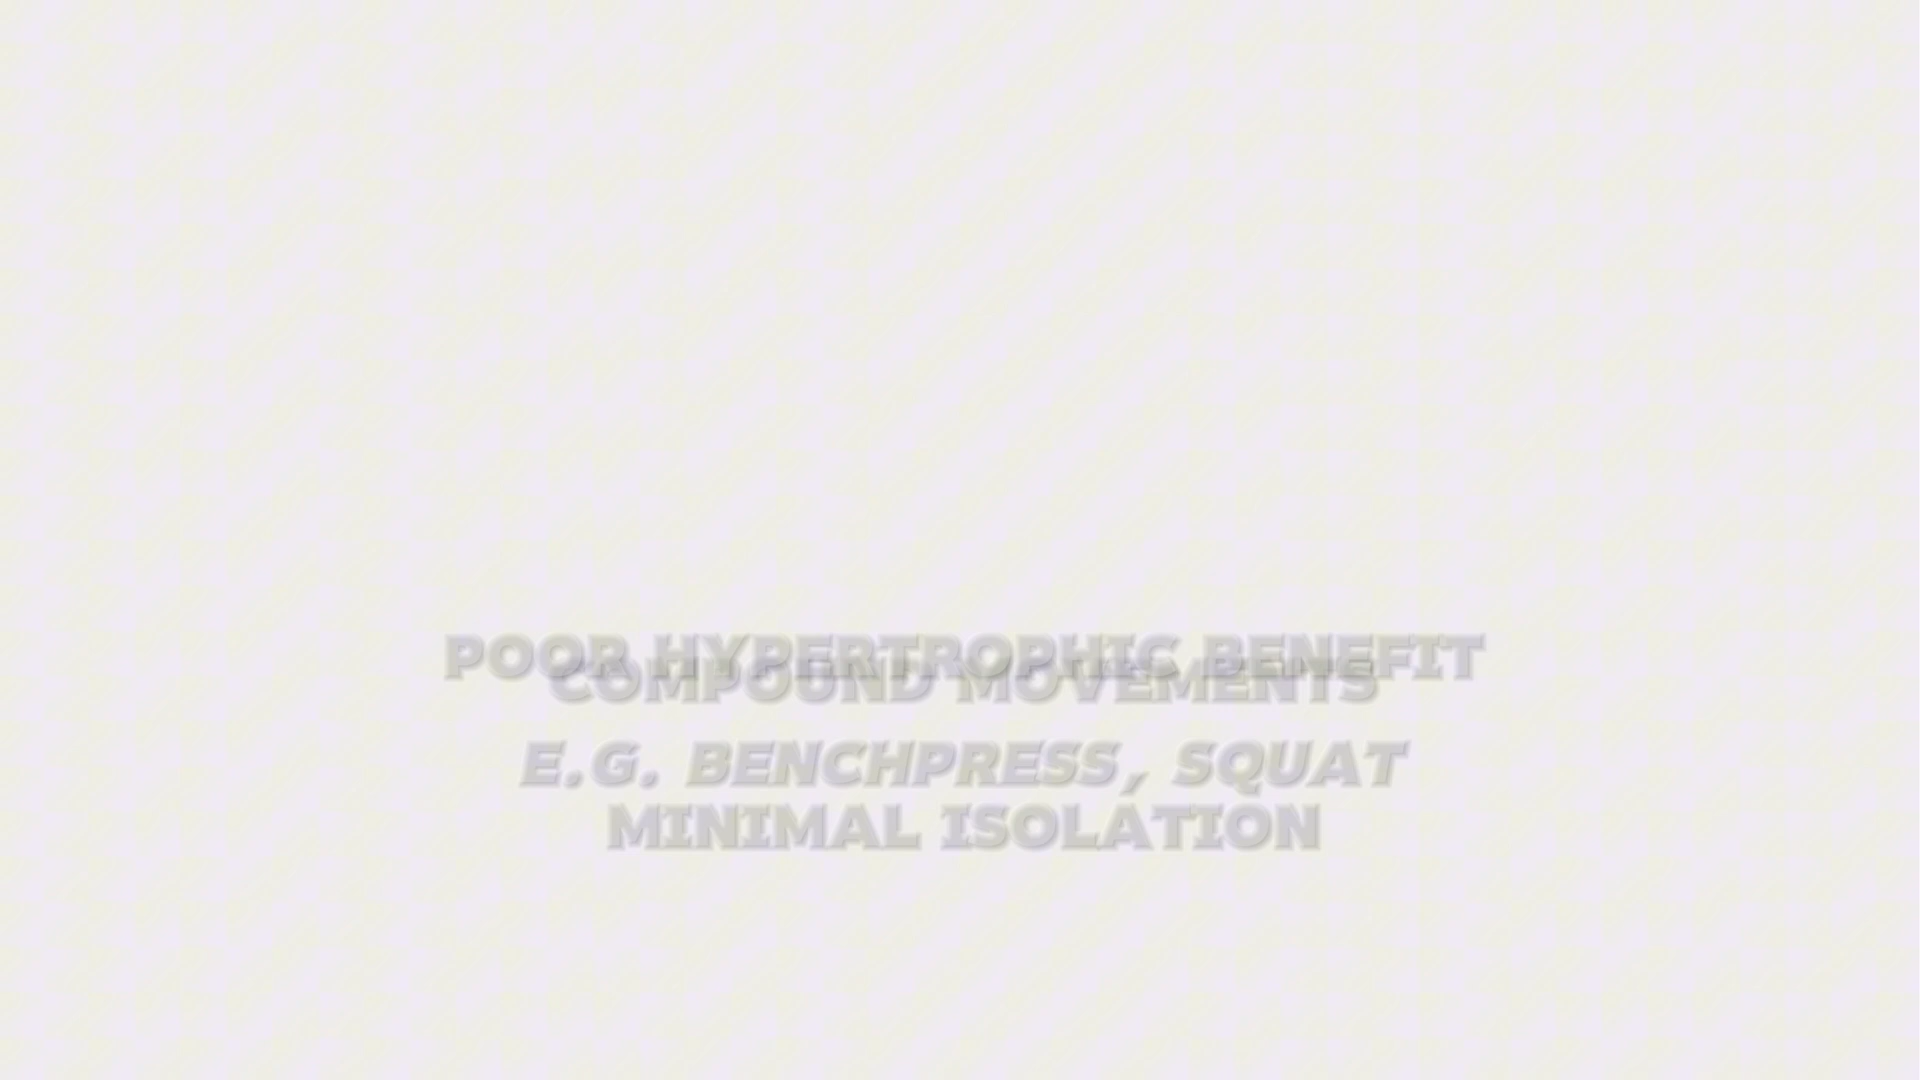 POOR HYPERTROPHIC BENEFIT
COMPOUND MOVEMENTS
E.G. BENCHPRESS, SQUAT
MINIMAL ISOLATION